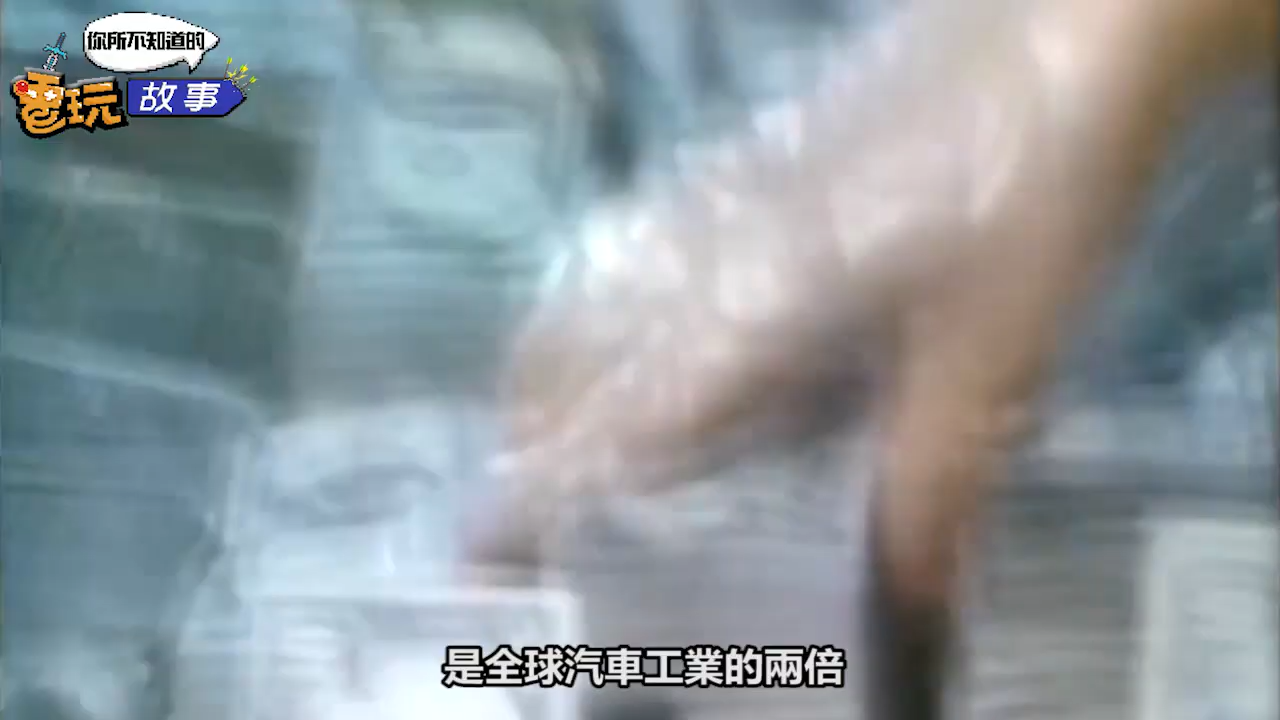 你所不知道的
電玩故事
是全球汽車工業的兩倍